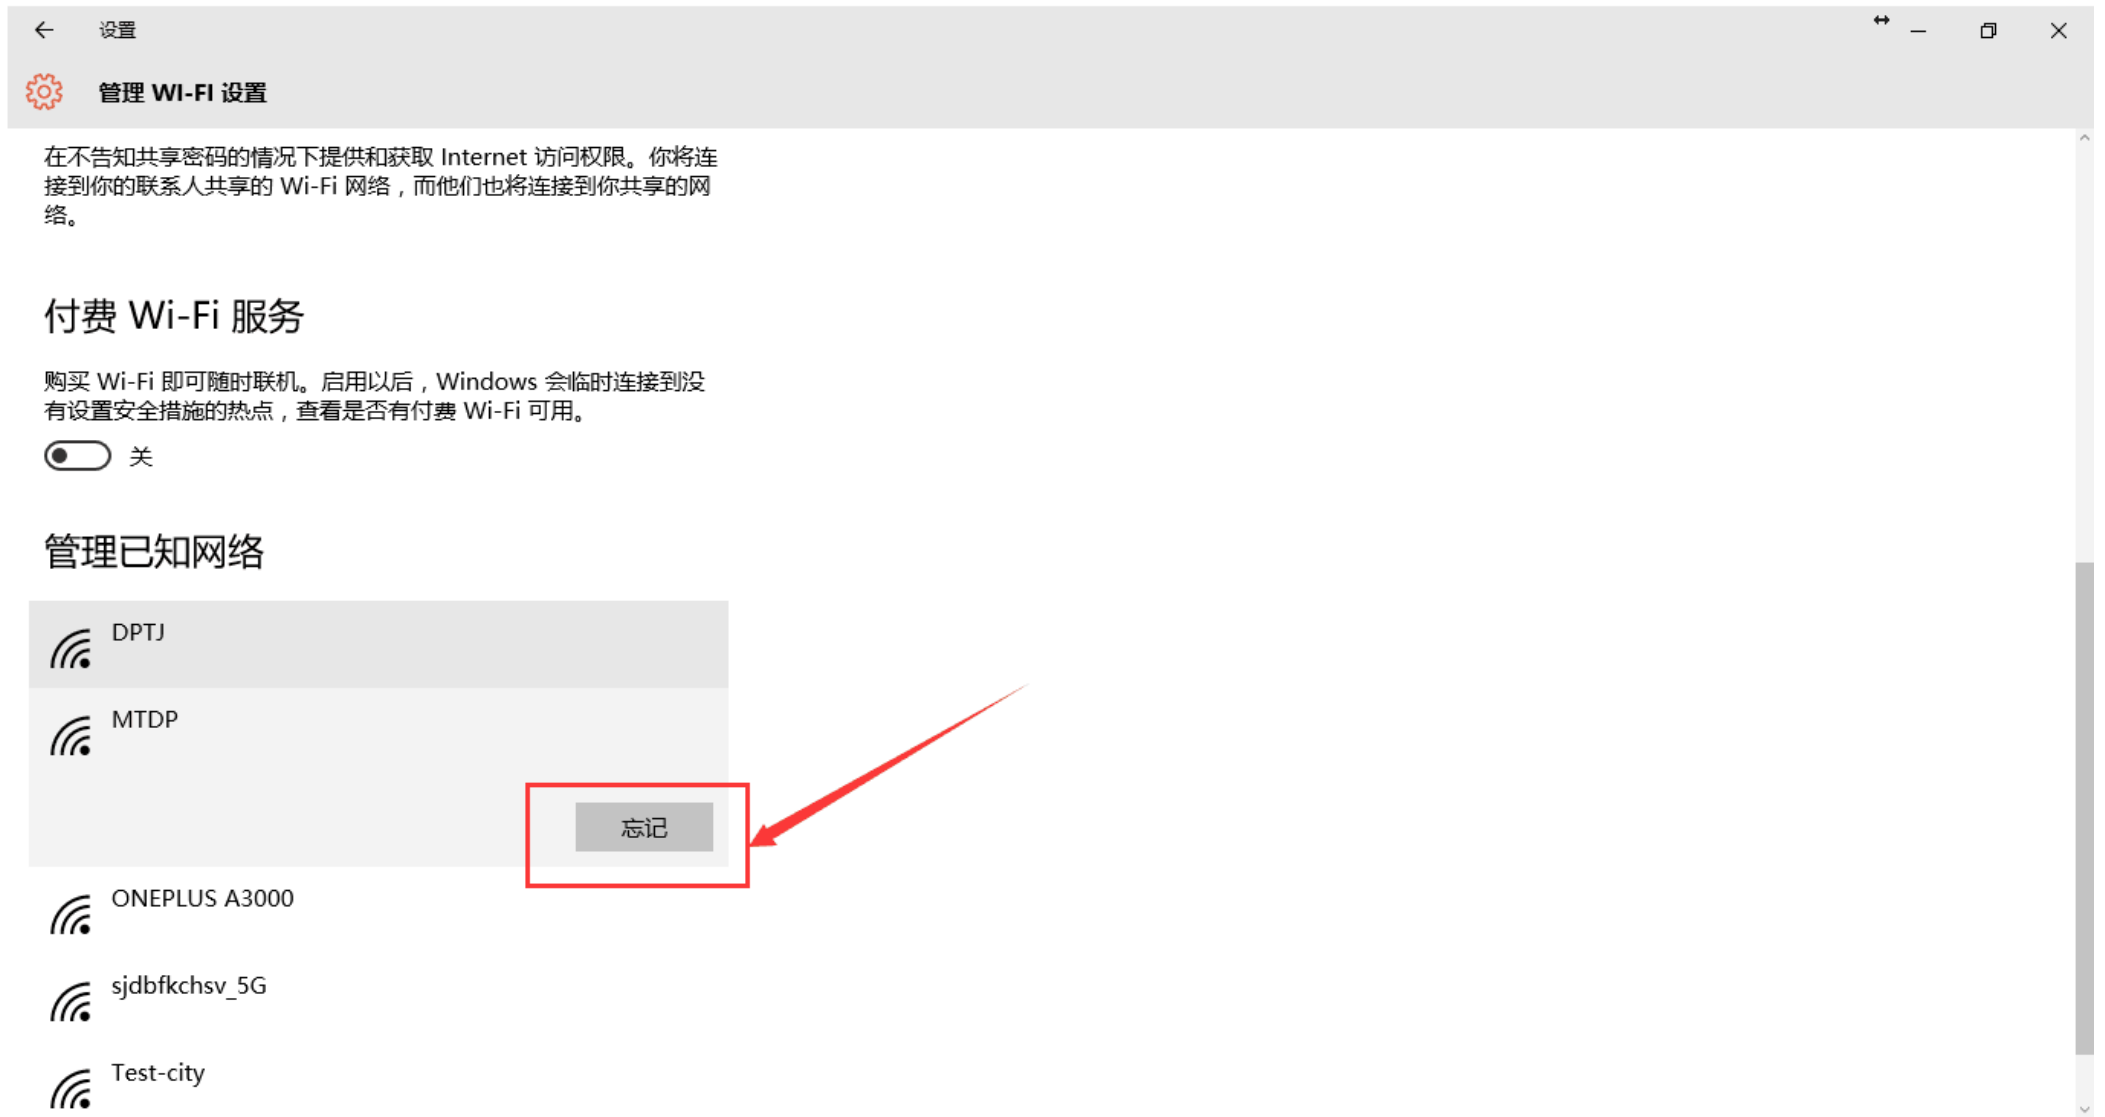 设置
管理 WI-FI 设置
在不告知共享密码的情况下提供和获取 Internet 访问权限。你将连
接到你的联系人共享的 Wi-Fi 网络，而他们也将连接到你共享的网
络。
付费 Wi-Fi 服务
购买 Wi-Fi 即可随时联机。启用以后，Windows 会临时连接到没
有设置安全措施的热点，查看是否有付费 Wi-Fi 可用。
关
管理已知网络
DPTJ
MTDP
忘记
ONEPLUS A3000
sjdbfkchsv_5G
Test-city